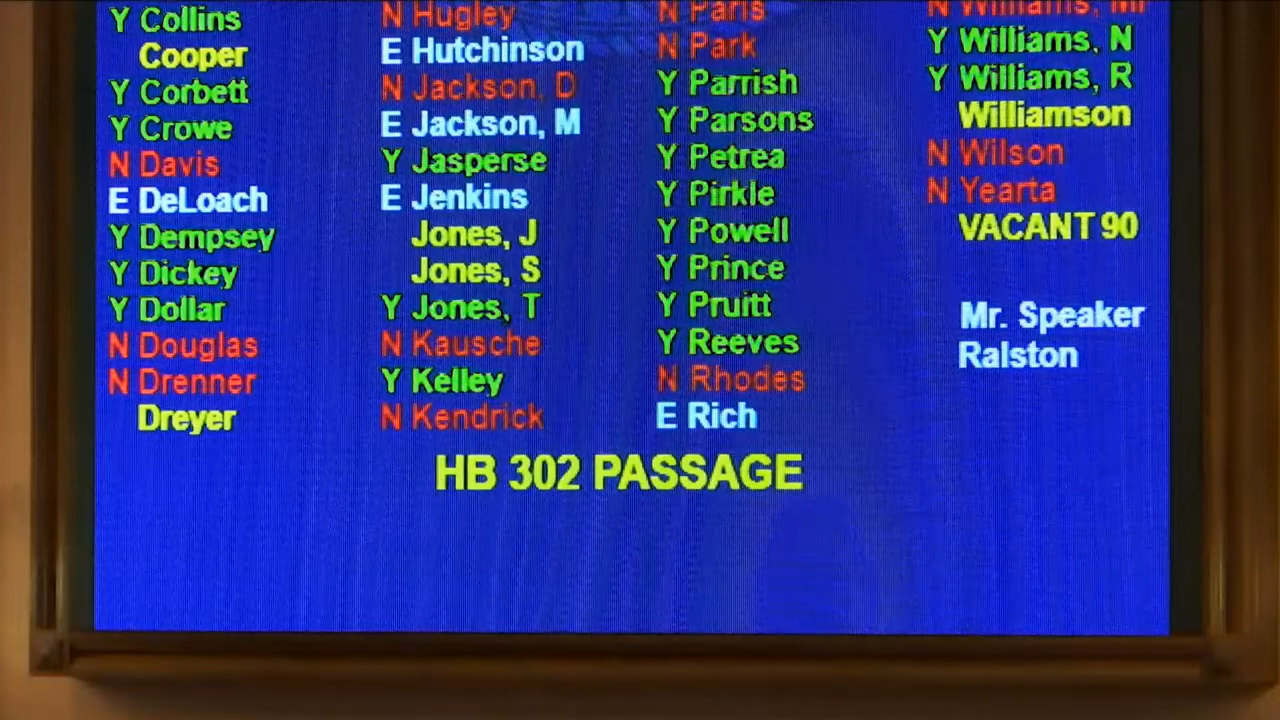 Y Collins
Cooper
Y Corbett
Y Crowe
N Davis
E DeLoach
Y Dempsey
Y Dickey
Y Dollar
N Douglas
N Drenner
Dreyer
N Hugley
E Hutchinson
N Jackson, D
E Jackson, M
Y Jasperse
E Jenkins
Jones, J
Jones, S
Y Jones, T
N Kausche
Y Kelley
N Kendrick
N Paris
N Park
Y Parrish
Y Parsons
Y Petrea
Y Pirkle
Y Powell
Y Prince
Y Pruitt
Y Reeves
N Rhodes
E Rich
N Williams,
Y Williams, N
Y Williams, R
Williamson
N Wilson
N Yearta
VACANT 90
Mr. Speaker
Ralston
HB 302 PASSAGE